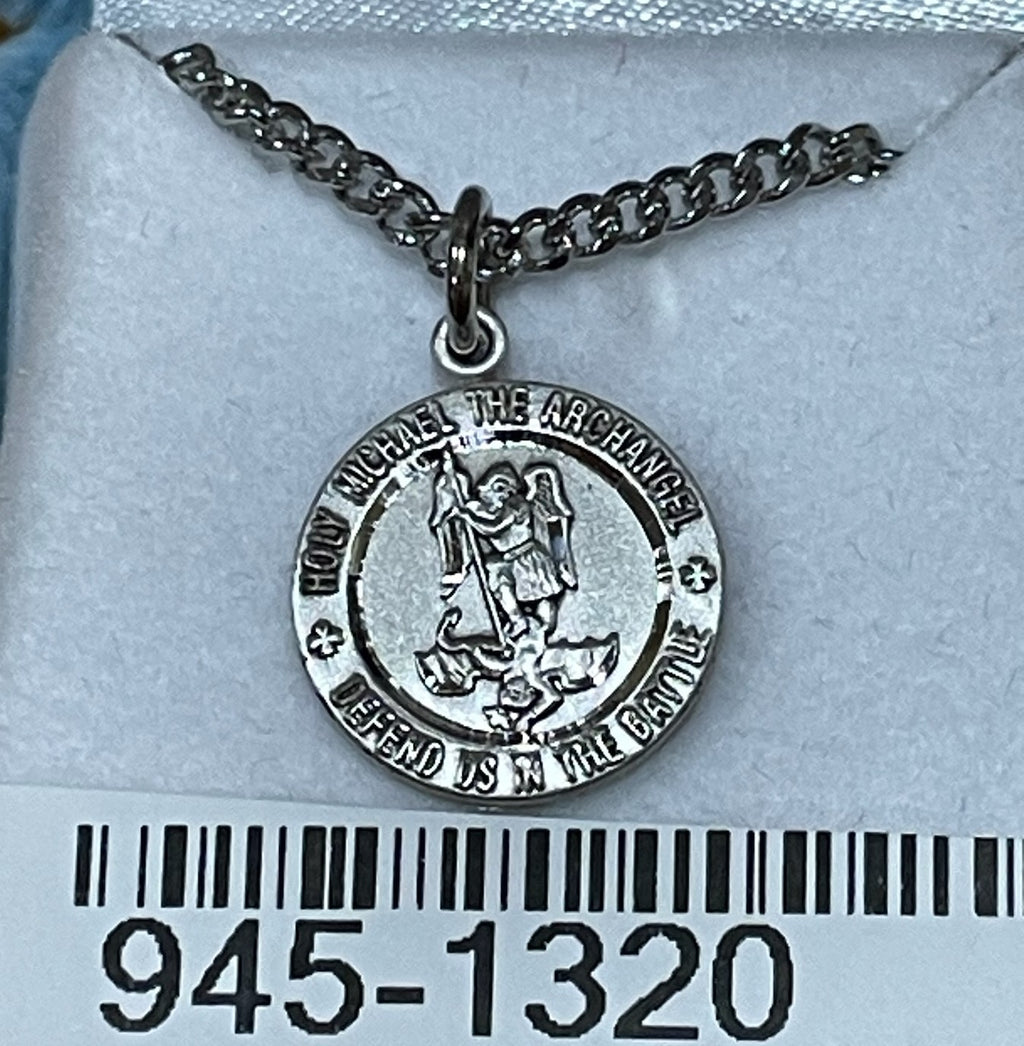 HOLY MICHAEL THE ARCHANGEL
DEFEND US IN THE BATTLE
945-1320